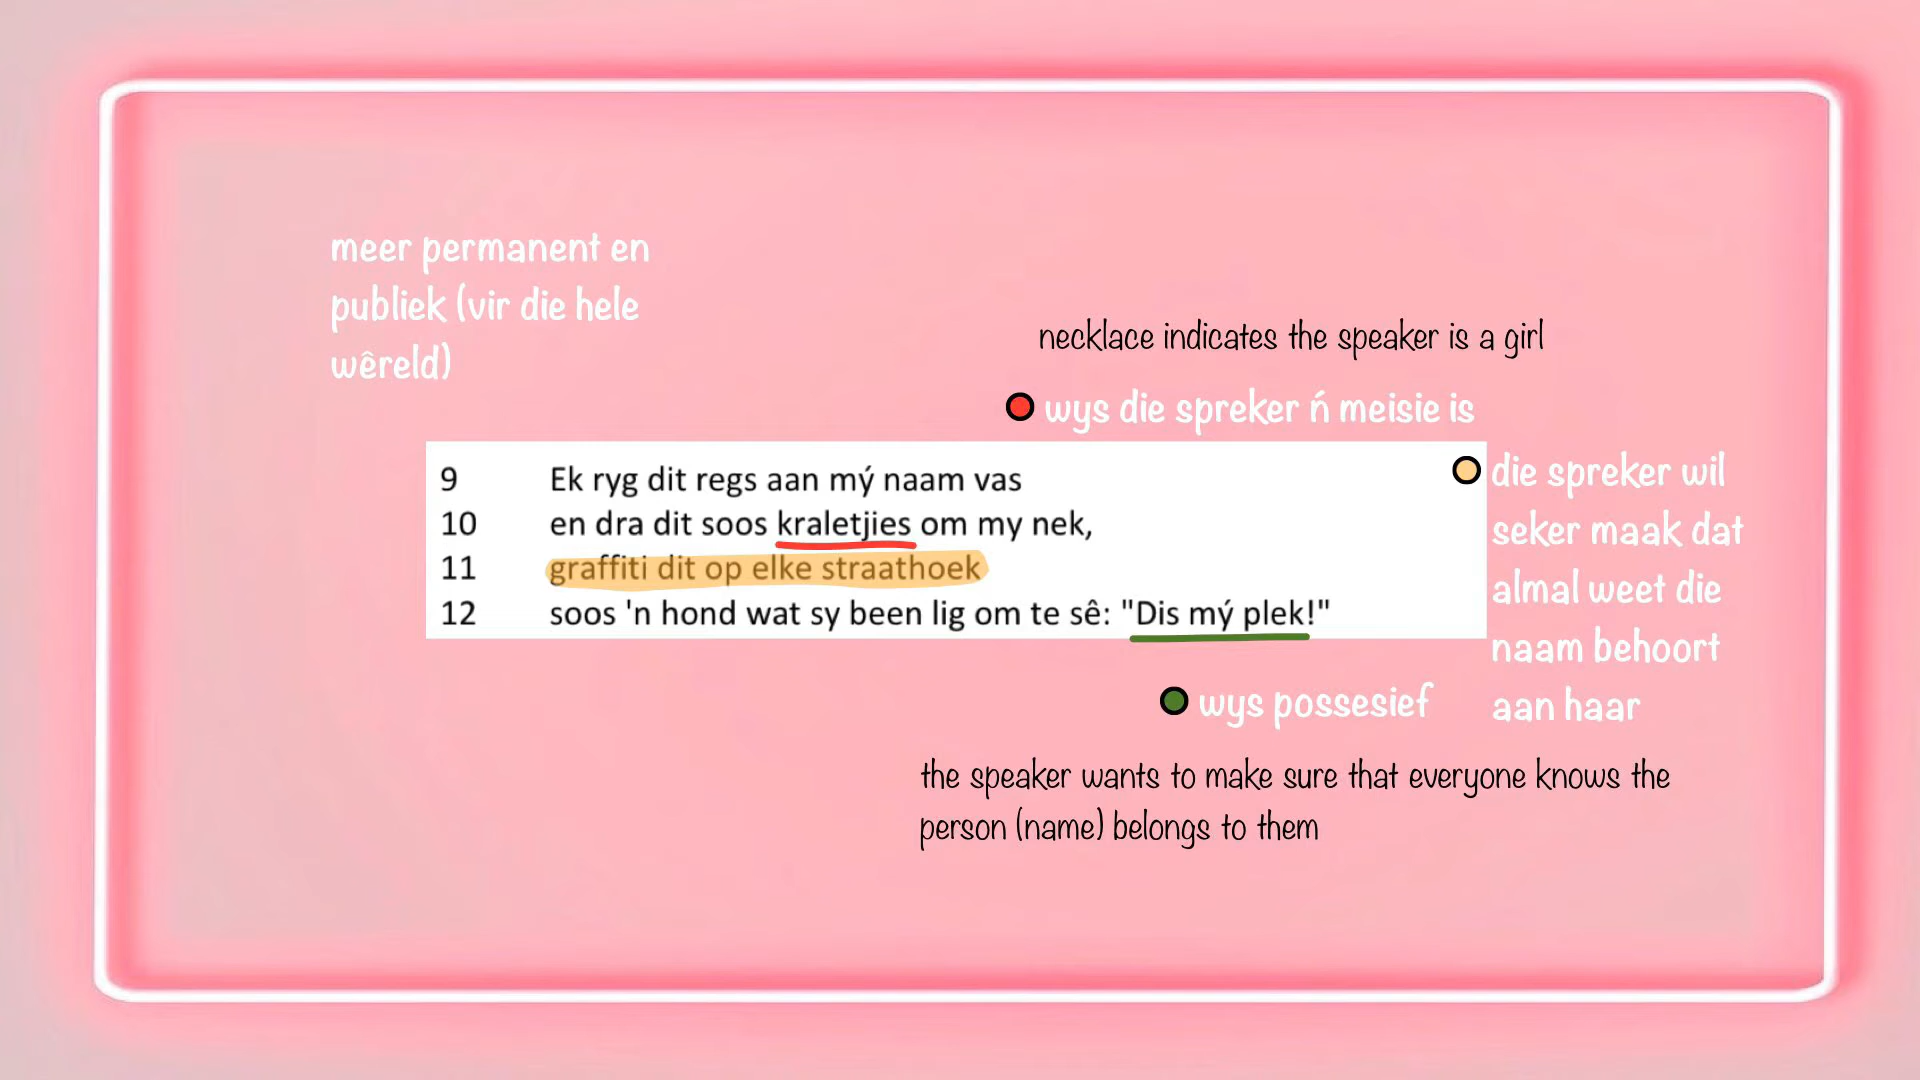 meer permanent en
publiek (vir die hele
wêreld)
necklace indicates the speaker is a girl
wys die spreker ń meisie is
9 Ek ryg dit regs aan mý naam vas
10 en dra dit soos kraletjies om my nek,
11 graffiti dit op elke straathoek
12 soos 'n hond wat sy been lig om te sê: "Dis mý plek!"
die spreker wil
seker maak dat
almal weet die
naam behoort
aan haar
wys possesief
the speaker wants to make sure that everyone knows the
person (name) belongs to them